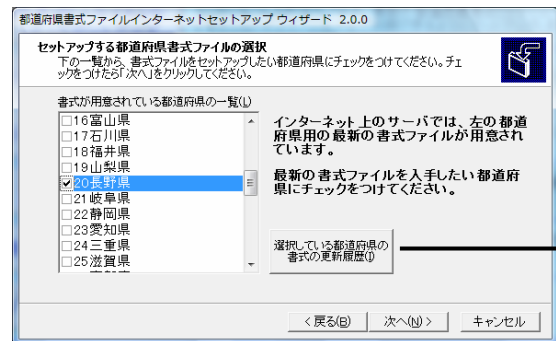 都道府県書式ファイルインターネットセットアップ ウィザード 2.0.0
セットアップする都道府県書式ファイルの選択
下の一覧から、書式ファイルをセットアップしたい都道府県にチェックをつけてください。チェ
ックをつけたら「次へ」をクリックしてください。
書式が用意されている都道府県の一覧(L)
16富山県
17石川県
18福井県
19山梨県
20長野県
21岐阜県
22静岡県
23愛知県
24三重県
25滋賀県
インターネット上のサーバでは、左の都道
府県用の最新の書式ファイルが用意され
ています。
最新の書式ファイルを入手したい都道府
県にチェックをつけてください。
選択している都道府県の
書式の更新履歴(I)
< 戻る(B)
次へ(N) >
キャンセル